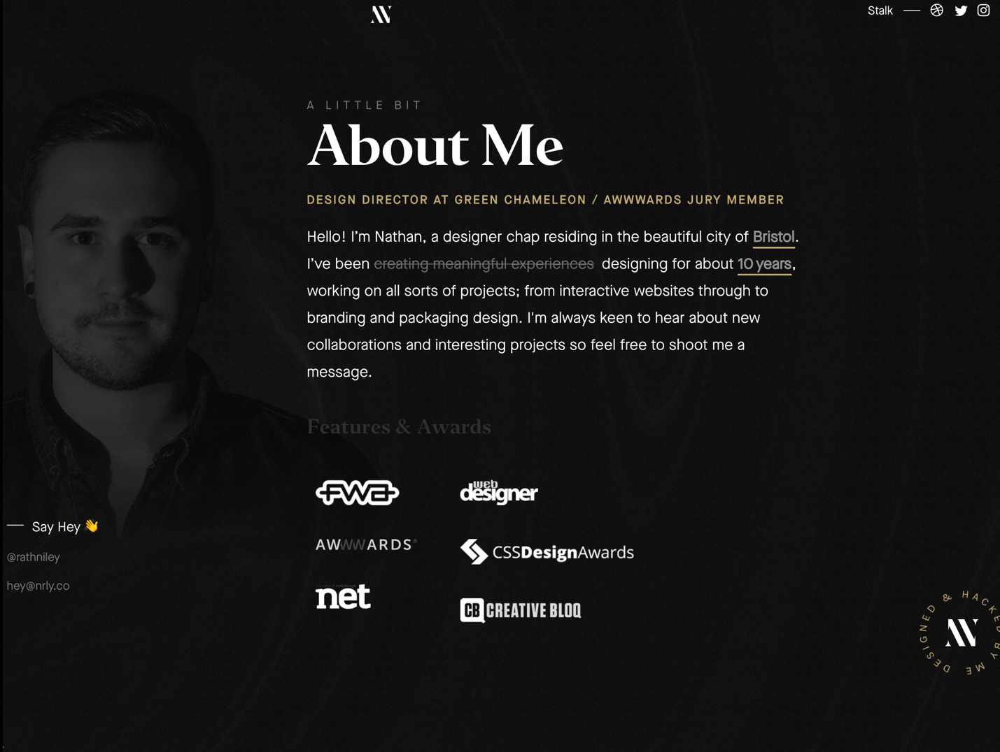 Stalk
A LITTLE BIT
About Me
DESIGN DIRECTOR AT GREEN CHAMELEON / AWWWARDS JURY MEMBER
Hello! I’m Nathan, a designer chap residing in the beautiful city of Bristol.
I’ve been creating meaningful experiences designing for about 10 years,
working on all sorts of projects; from interactive websites through to
branding and packaging design. I'm always keen to hear about new
collaborations and interesting projects so feel free to shoot me a
message.
Features & Awards
FWA
web
designer
AWWWARDS®
CSSDesignAwards
net
CB CREATIVE BLOQ
Say Hey 👋
@rathniley
hey@nrly.co
DESIGNED & HACKED BY ME